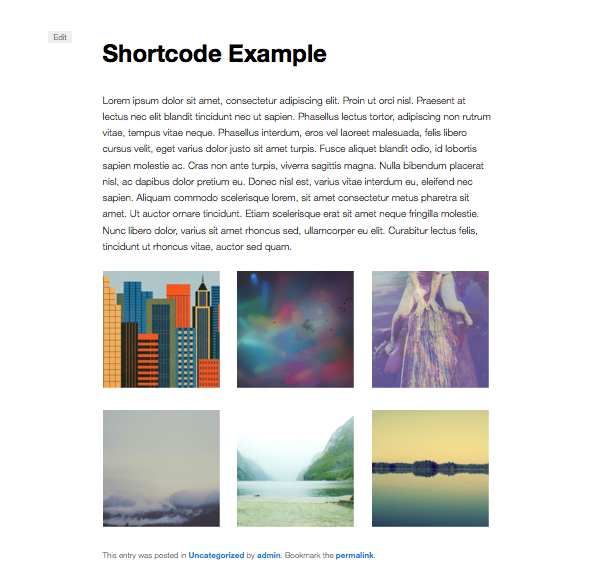 Edit
Shortcode Example
Lorem ipsum dolor sit amet, consectetur adipiscing elit. Proin ut orci nisl. Praesent at
lectus nec elit blandit tincidunt nec ut sapien. Phasellus lectus tortor, adipiscing non rutrum
vitae, tempus vitae neque. Phasellus interdum, eros vel laoreet malesuada, felis libero
cursus velit, eget varius dolor justo sit amet turpis. Fusce aliquet blandit odio, id lobortis
sapien molestie ac. Cras non ante turpis, viverra sagittis magna. Nulla bibendum placerat
nisl, ac dapibus dolor pretium eu. Donec nisl est, varius vitae interdum eu, eleifend nec
sapien. Aliquam commodo scelerisque lorem, sit amet consectetur metus pharetra sit
amet. Ut auctor ornare tincidunt. Etiam scelerisque erat sit amet neque fringilla molestie.
Nunc libero dolor, varius sit amet rhoncus sed, ullamcorper eu elit. Curabitur lectus felis,
tincidunt ut rhoncus vitae, auctor sed quam.
This entry was posted in Uncategorized by admin. Bookmark the permalink.